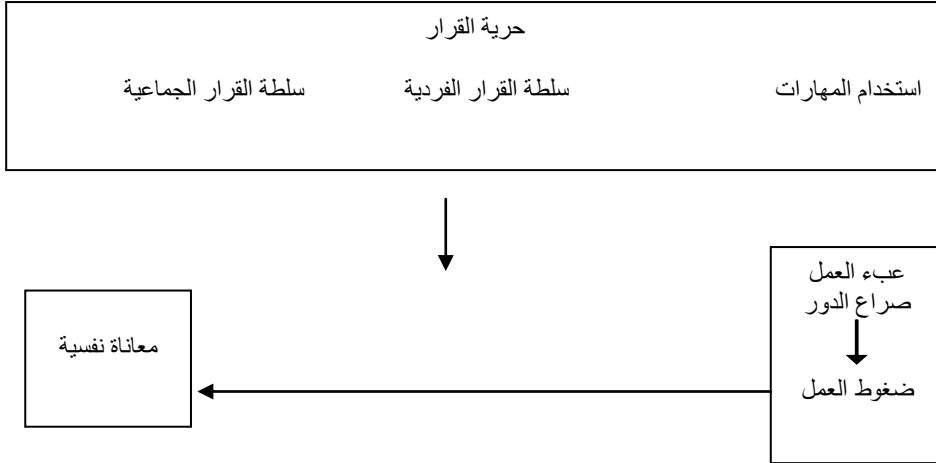 حرية القرار
استخدام المهارات سلطة القرار الفردية سلطة القرار الجماعية
عبء العمل
صراع الدور
ضغوط العمل
معاناة نفسية